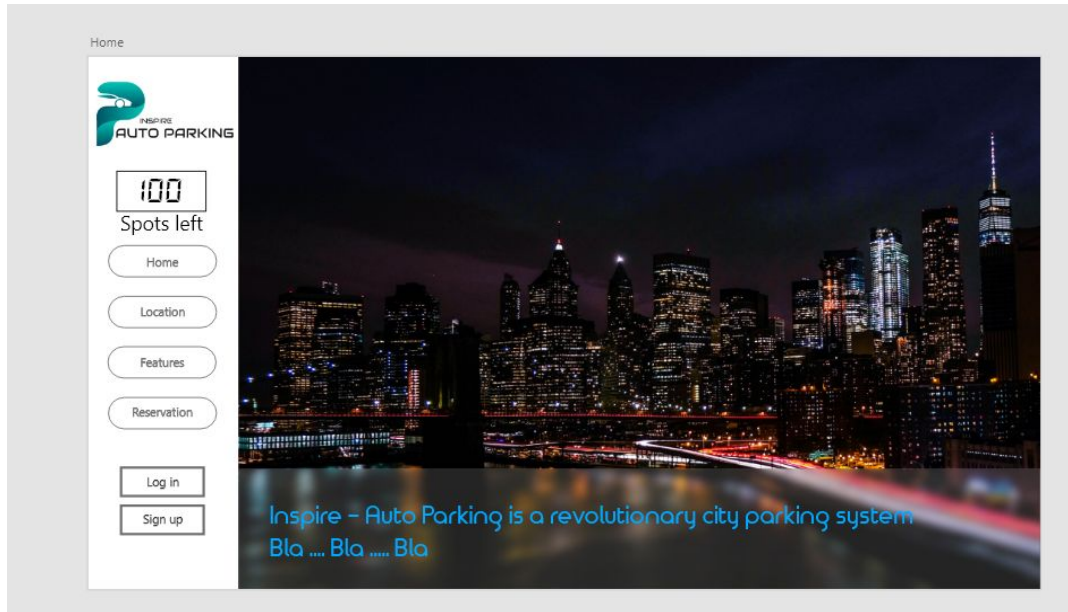 Home
INSPIRE
AUTO PARKING
100
Spots left
Home
Location
Features
Reservation
Log in
Sign up
Inspire – Auto Parking is a revolutionary city parking system
Bla .... Bla ..... Bla